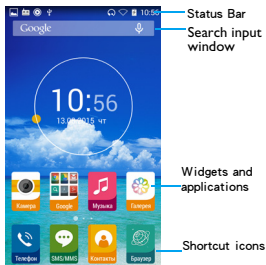 10:56
Status Bar
Google
Search input
window
10:56
13.02.2015 чт
Widgets and
applications
Камера
Google
Музыка
Галерея
Shortcut icons
Телефон
SMS/MMS
Контакты
Браузер